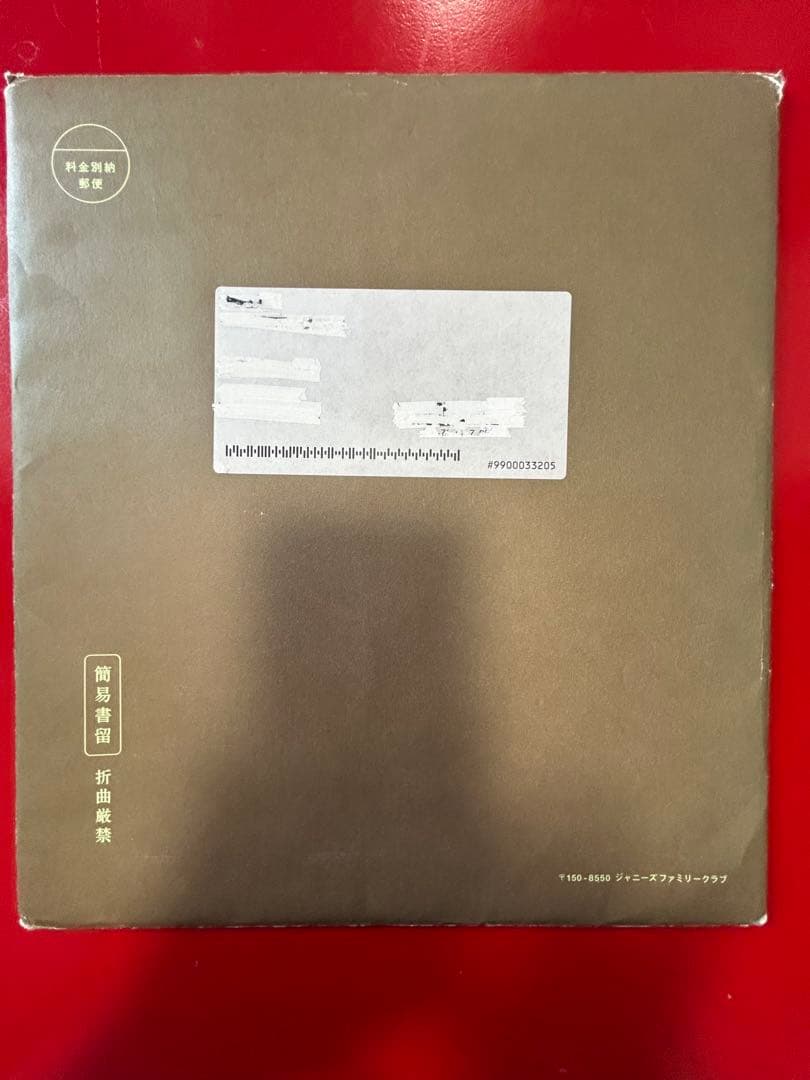 料金別納
郵便
#9900033205
簡易書留
折曲厳禁
〒150-8550 ジャニーズファミリークラブ